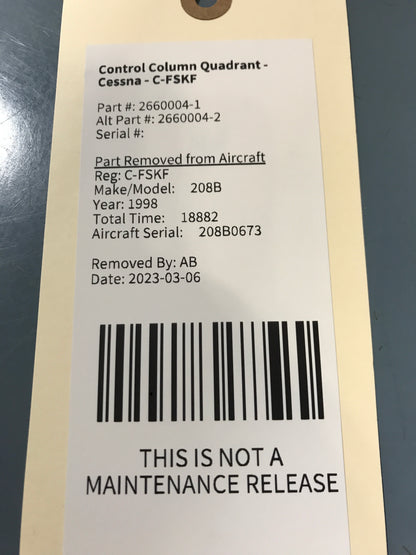 Control Column Quadrant -
Cessna - C-FSKF
Part #: 2660004-1
Alt Part #: 2660004-2
Serial #:
Part Removed from Aircraft
Reg: C-FSKF
Make/Model: 208B
Year: 1998
Total Time: 18882
Aircraft Serial: 208B0673
Removed By: AB
Date: 2023-03-06
THIS IS NOT A
MAINTENANCE RELEASE